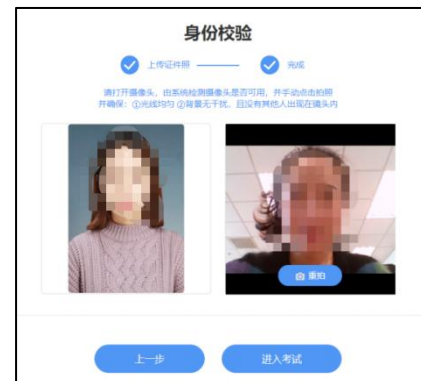 身份校验
上传证件照
完成
请打开摄像头，由系统检测摄像头是否可用，并手动点击拍照
并确保：①光线均匀 ②背景无干扰，且没有其他人出现在镜头内
重拍
上一步
进入考试